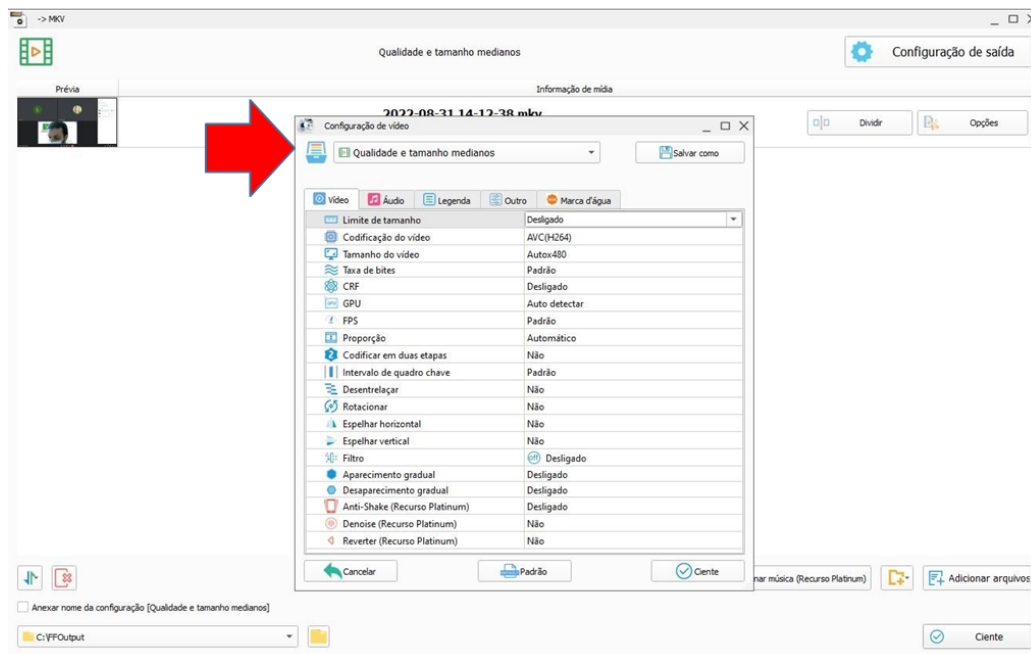 -> MKV
Qualidade e tamanho medianos
Configuração de saída
Prévia
Informação de mídia
2022-08-31 14-12-38.mkv
Dividir
Opções
Configuração de vídeo
Qualidade e tamanho medianos
Salvar como
Vídeo Áudio Legenda Outro Marca d'água
Limite de tamanho Desligado
Codificação do vídeo AVC(H264)
Tamanho do vídeo Autox480
Taxa de bites Padrão
CRF Desligado
GPU Auto detectar
FPS Padrão
Proporção Automático
Codificar em duas etapas Não
Intervalo de quadro chave Padrão
Desentrelaçar Não
Rotacionar Não
Espelhar horizontal Não
Espelhar vertical Não
Filtro Off Desligado
Aparecimento gradual Desligado
Desaparecimento gradual Desligado
Anti-Shake (Recurso Platinum) Desligado
Denoise (Recurso Platinum) Não
Reverter (Recurso Platinum) Não
Cancelar Padrão Ciente
nar música (Recurso Platinum)
Adicionar arquivos
Anexar nome da configuração [Qualidade e tamanho medianos]
C:\FFOutput
Ciente